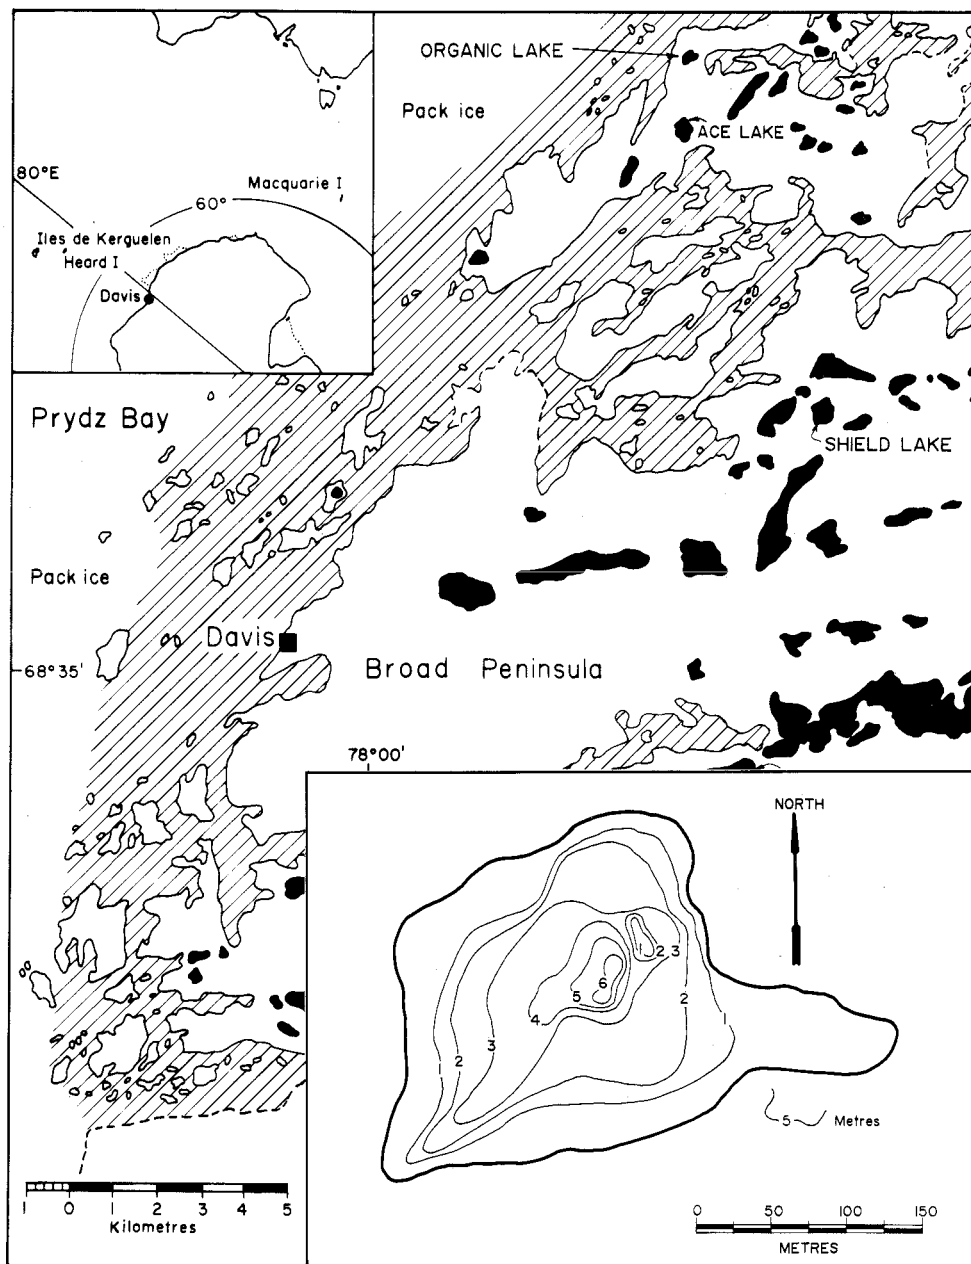 ORGANIC LAKE
Pack ice
ACE LAKE
80°E
Macquarie I
60°
Iles de Kerguelen
Heard I
Davis
Prydz Bay
SHIELD LAKE
Pack ice
Davis
68°35'
Broad Peninsula
78°00'
NORTH
1
2
3
4
5
6
1
2
3
2
1
5
Metres
1 0 1 2 3 4 5
Kilometres
0 50 100 150
METRES